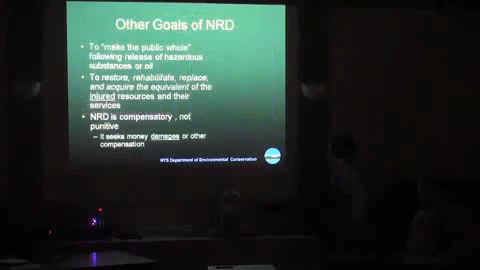 Other Goals of NRD
• To "make the public whole"
following release of hazardous
substances or oil
• To restore, rehabilitate, replace,
and acquire the equivalent of the
injured resources and their
services
• NRD is compensatory , not
punitive
– It seeks money damages or other
compensation
NYS Department of Environmental Conservation